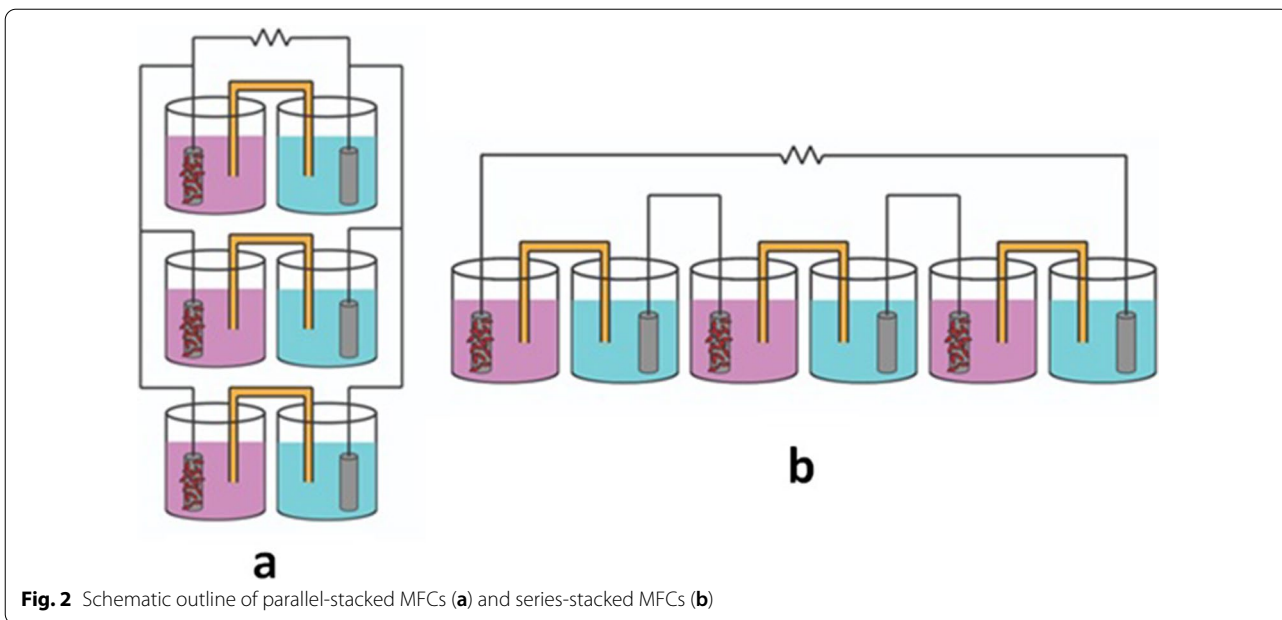 a
b
Fig. 2 Schematic outline of parallel-stacked MFCs (a) and series-stacked MFCs (b)